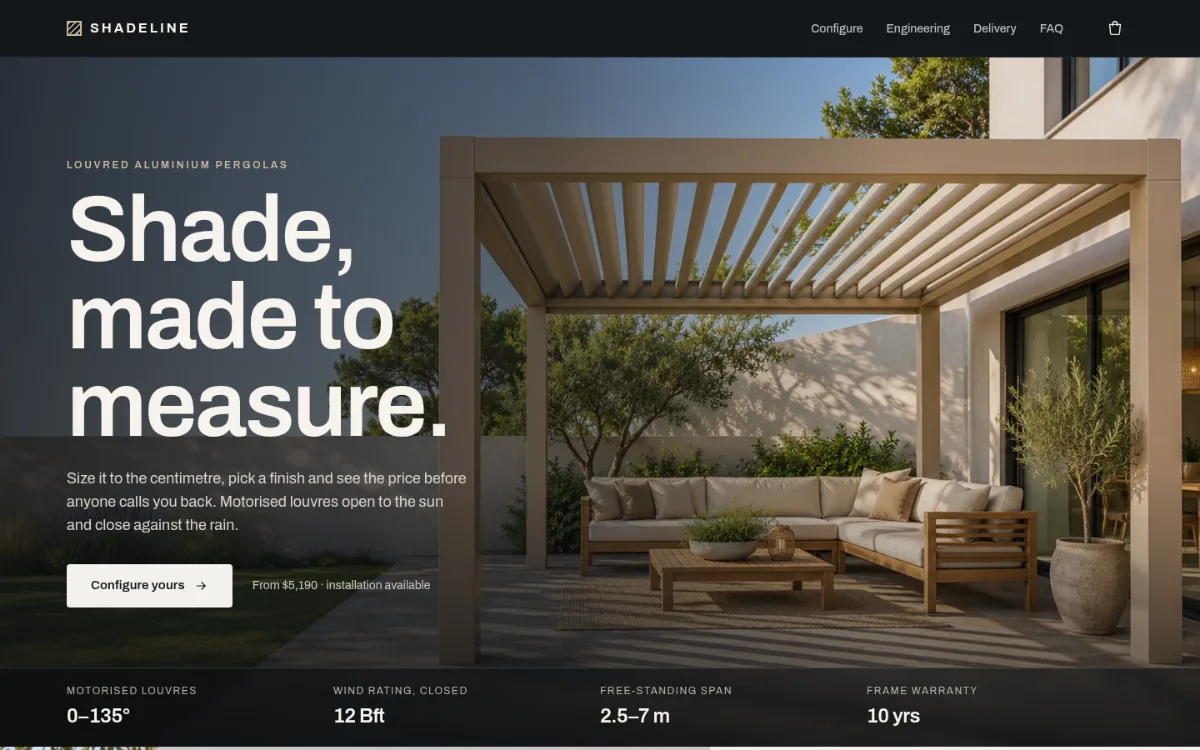 SHADELINE
Configure
Engineering
Delivery
FAQ
LOUVRED ALUMINIUM PERGOLAS
Shade,
made to
measure.
Size it to the centimetre, pick a finish and see the price before
anyone calls you back. Motorised louvres open to the sun
and close against the rain.
Configure yours →
From $5,190 · installation available
MOTORISED LOUVRES
0–135°
WIND RATING, CLOSED
12 Bft
FREE-STANDING SPAN
2.5–7 m
FRAME WARRANTY
10 yrs